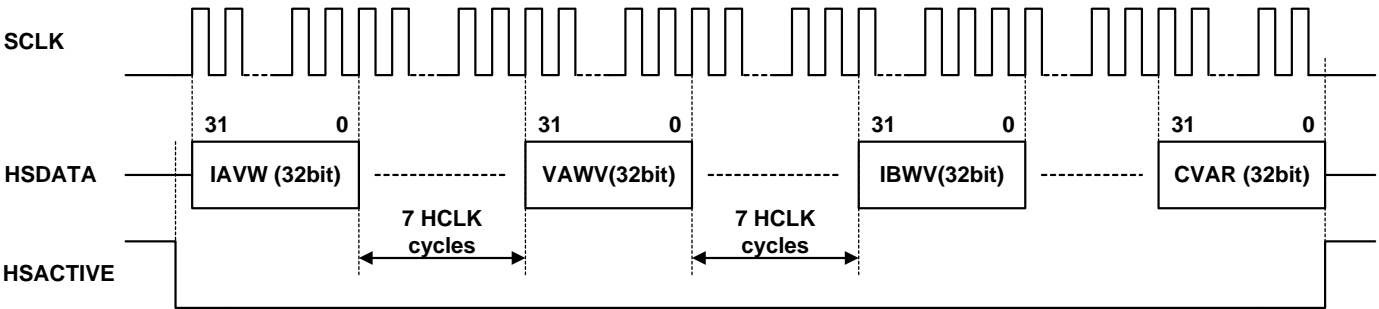 SCLK
31 0 31 0 31 0 31 0
HSDATA IAVW (32bit) VAWV(32bit) IBWV(32bit) CVAR (32bit)
7 HCLK 7 HCLK
cycles cycles
HSACTIVE